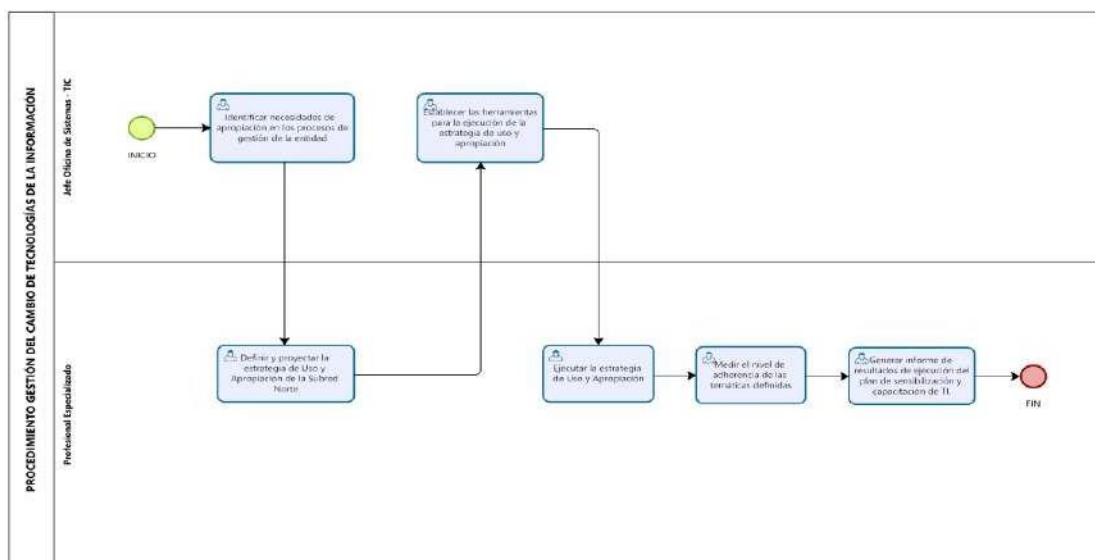 PROCEDIMIENTO GESTIÓN DEL CAMBIO DE TECNOLOGÍAS DE LA INFORMACIÓN
Jefe Oficina de Sistemas - TIC
INICIO
Identificar necesidades de
apropiación en los procesos de
gestión de la entidad
Establecer las herramientas
para la ejecución de la
estrategia de uso y
apropiación
Profesional Especializado
Definir y proyectar la
estrategia de Uso y
Apropiación de la Subred
Norte
Ejecutar la estrategia
de Uso y Apropiación
Medir el nivel de
adherencia de las
temáticas definidas
Generar informe de
resultados de ejecución del
plan de sensibilización y
capacitación de TI.
FIN